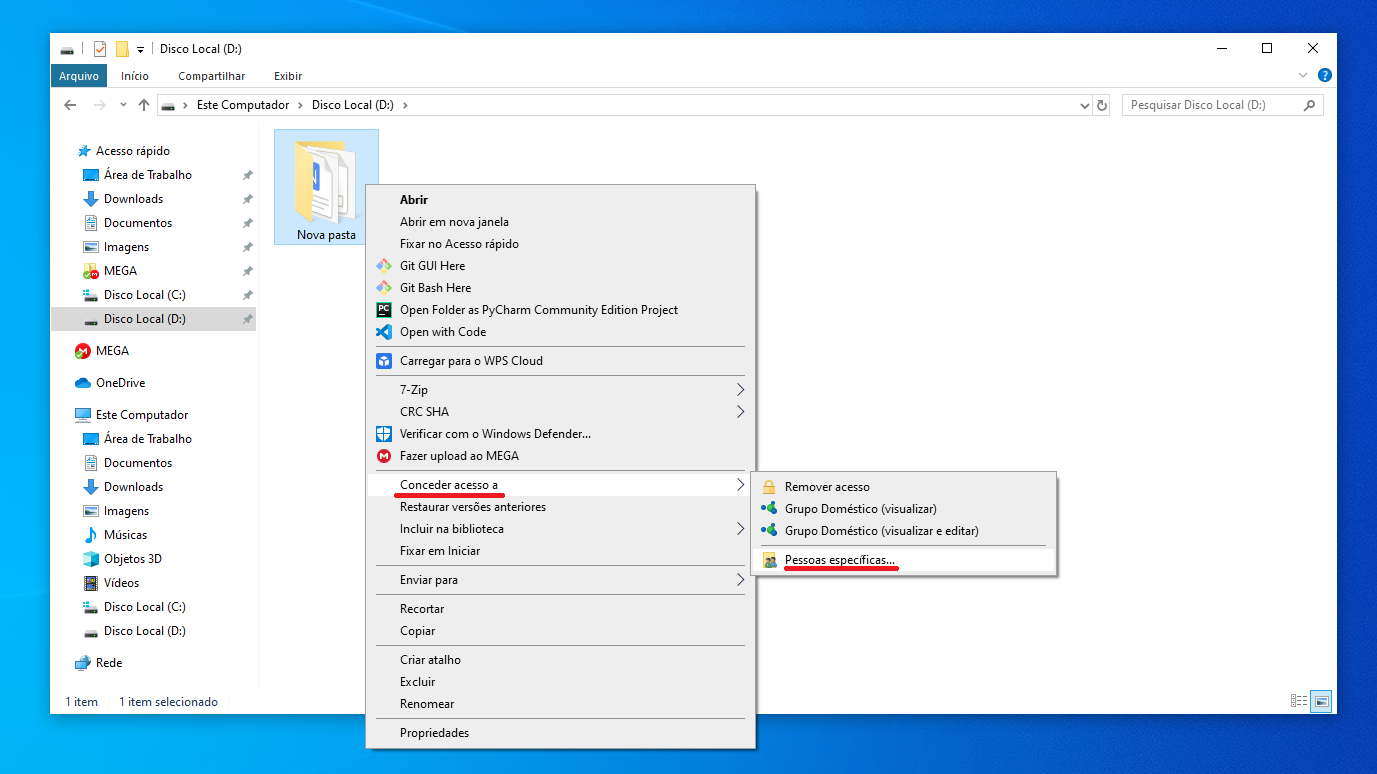 Disco Local (D:)
Arquivo Início Compartilhar Exibir
Este Computador Disco Local (D:) Pesquisar Disco Local (D:)
Acesso rápido
Área de Trabalho
Downloads
Documentos
Imagens
MEGA
Disco Local (C:)
Disco Local (D:)
MEGA
OneDrive
Este Computador
Área de Trabalho
Documentos
Downloads
Imagens
Músicas
Objetos 3D
Vídeos
Disco Local (C:)
Disco Local (D:)
Rede
Nova pasta
Abrir
Abrir em nova janela
Fixar no Acesso rápido
Git GUI Here
Git Bash Here
PC Open Folder as PyCharm Community Edition Project
Open with Code
Carregar para o WPS Cloud
7-Zip
CRC SHA
Verificar com o Windows Defender...
Fazer upload ao MEGA
Conceder acesso a
Restaurar versões anteriores
Incluir na biblioteca
Fixar em Iniciar
Enviar para
Recortar
Copiar
Criar atalho
Excluir
Renomear
Propriedades
Remover acesso
Grupo Doméstico (visualizar)
Grupo Doméstico (visualizar e editar)
Pessoas específicas...
1 item 1 item selecionado